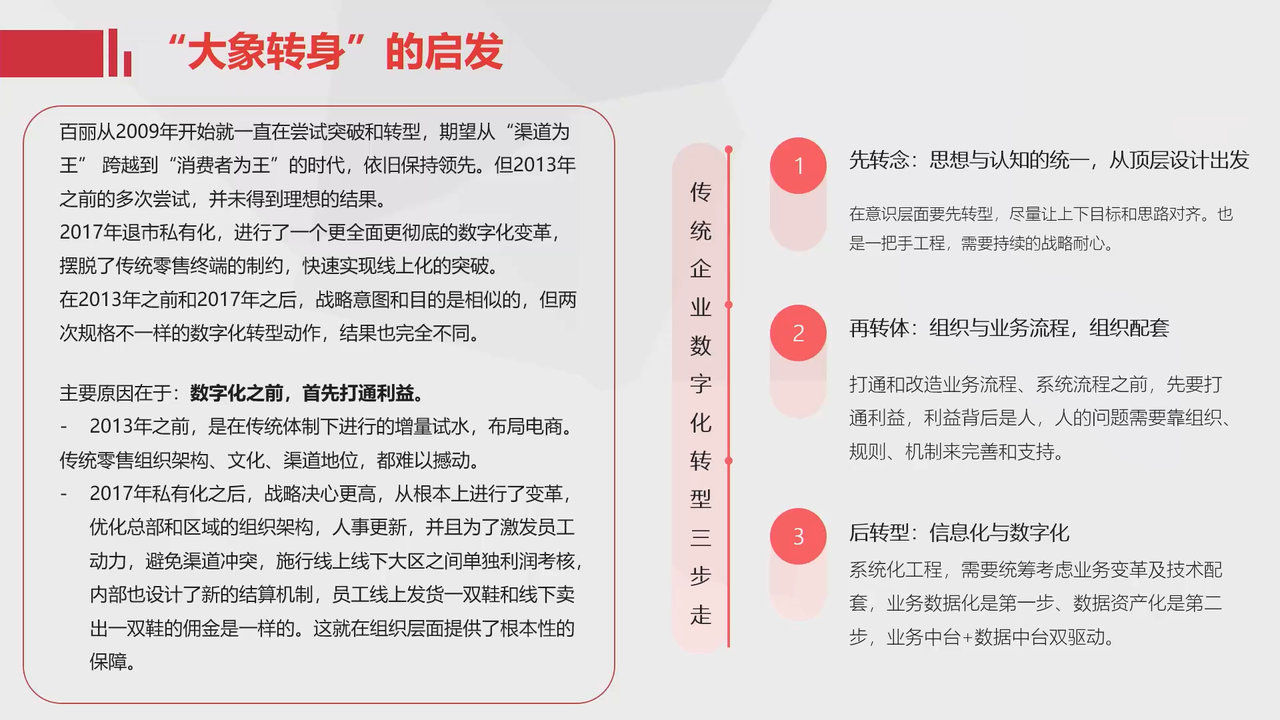 “大象转身”的启发
百丽从2009年开始就一直在尝试突破和转型，期望从“渠道为
王” 跨越到“消费者为王”的时代，依旧保持领先。但2013年
之前的多次尝试，并未得到理想的结果。
2017年退市私有化，进行了一个更全面更彻底的数字化变革，
摆脱了传统零售终端的制约，快速实现线上化的突破。
在2013年之前和2017年之后，战略意图和目的是相似的，但两
次规格不一样的数字化转型动作，结果也完全不同。
主要原因在于：数字化之前，首先打通利益。
- 2013年之前，是在传统体制下进行的增量试水，布局电商。
传统零售组织架构、文化、渠道地位，都难以撼动。
- 2017年私有化之后，战略决心更高，从根本上进行了变革，
优化总部和区域的组织架构，人事更新，并且为了激发员工
动力，避免渠道冲突，施行线上线下大区之间单独利润考核，
内部也设计了新的结算机制，员工线上发货一双鞋和线下卖
出一双鞋的佣金是一样的。这就在组织层面提供了根本性的
保障。
传统企业数字化转型三步走
1
先转念：思想与认知的统一，从顶层设计出发
在意识层面要先转型，尽量让上下目标和思路对齐。也
是一把手工程，需要持续的战略耐心。
2
再转体：组织与业务流程，组织配套
打通和改造业务流程、系统流程之前，先要打
通利益，利益背后是人，人的问题需要靠组织、
规则、机制来完善和支持。
3
后转型：信息化与数字化
系统化工程，需要统筹考虑业务变革及技术配
套，业务数据化是第一步、数据资产化是第二
步，业务中台+数据中台双驱动。